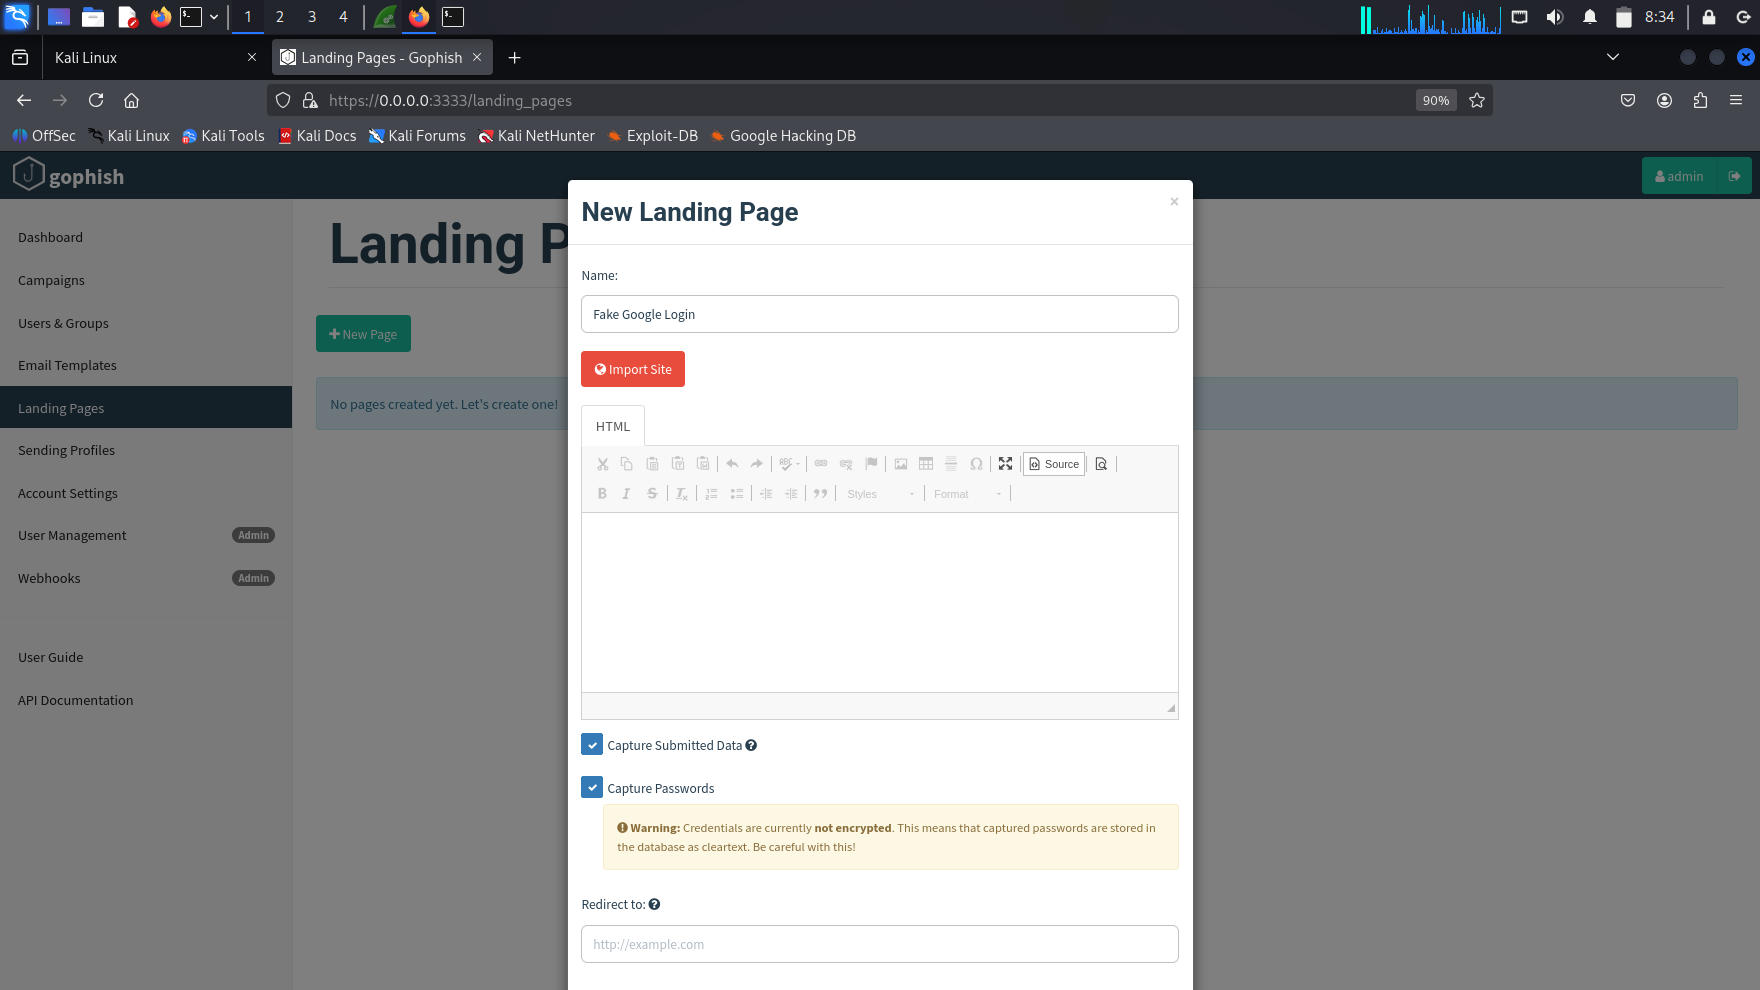 1 2 3 4 8:34
Kali Linux
Landing Pages - Gophish
https://0.0.0.0:3333/landing_pages
90%
OffSec Kali Linux Kali Tools Kali Docs Kali Forums Kali NetHunter Exploit-DB Google Hacking DB
gophish
admin
Dashboard
Campaigns
Users & Groups
Email Templates
Landing Pages
Sending Profiles
Account Settings
User Management Admin
Webhooks Admin
User Guide
API Documentation
Landing P
New Page
No pages created yet. Let's create one!
New Landing Page
×
Name:
Fake Google Login
Import Site
HTML
ABC
Source
B I S Tx Styles Format
Capture Submitted Data
Capture Passwords
Warning: Credentials are currently not encrypted. This means that captured passwords are stored in
the database as cleartext. Be careful with this!
Redirect to:
http://example.com